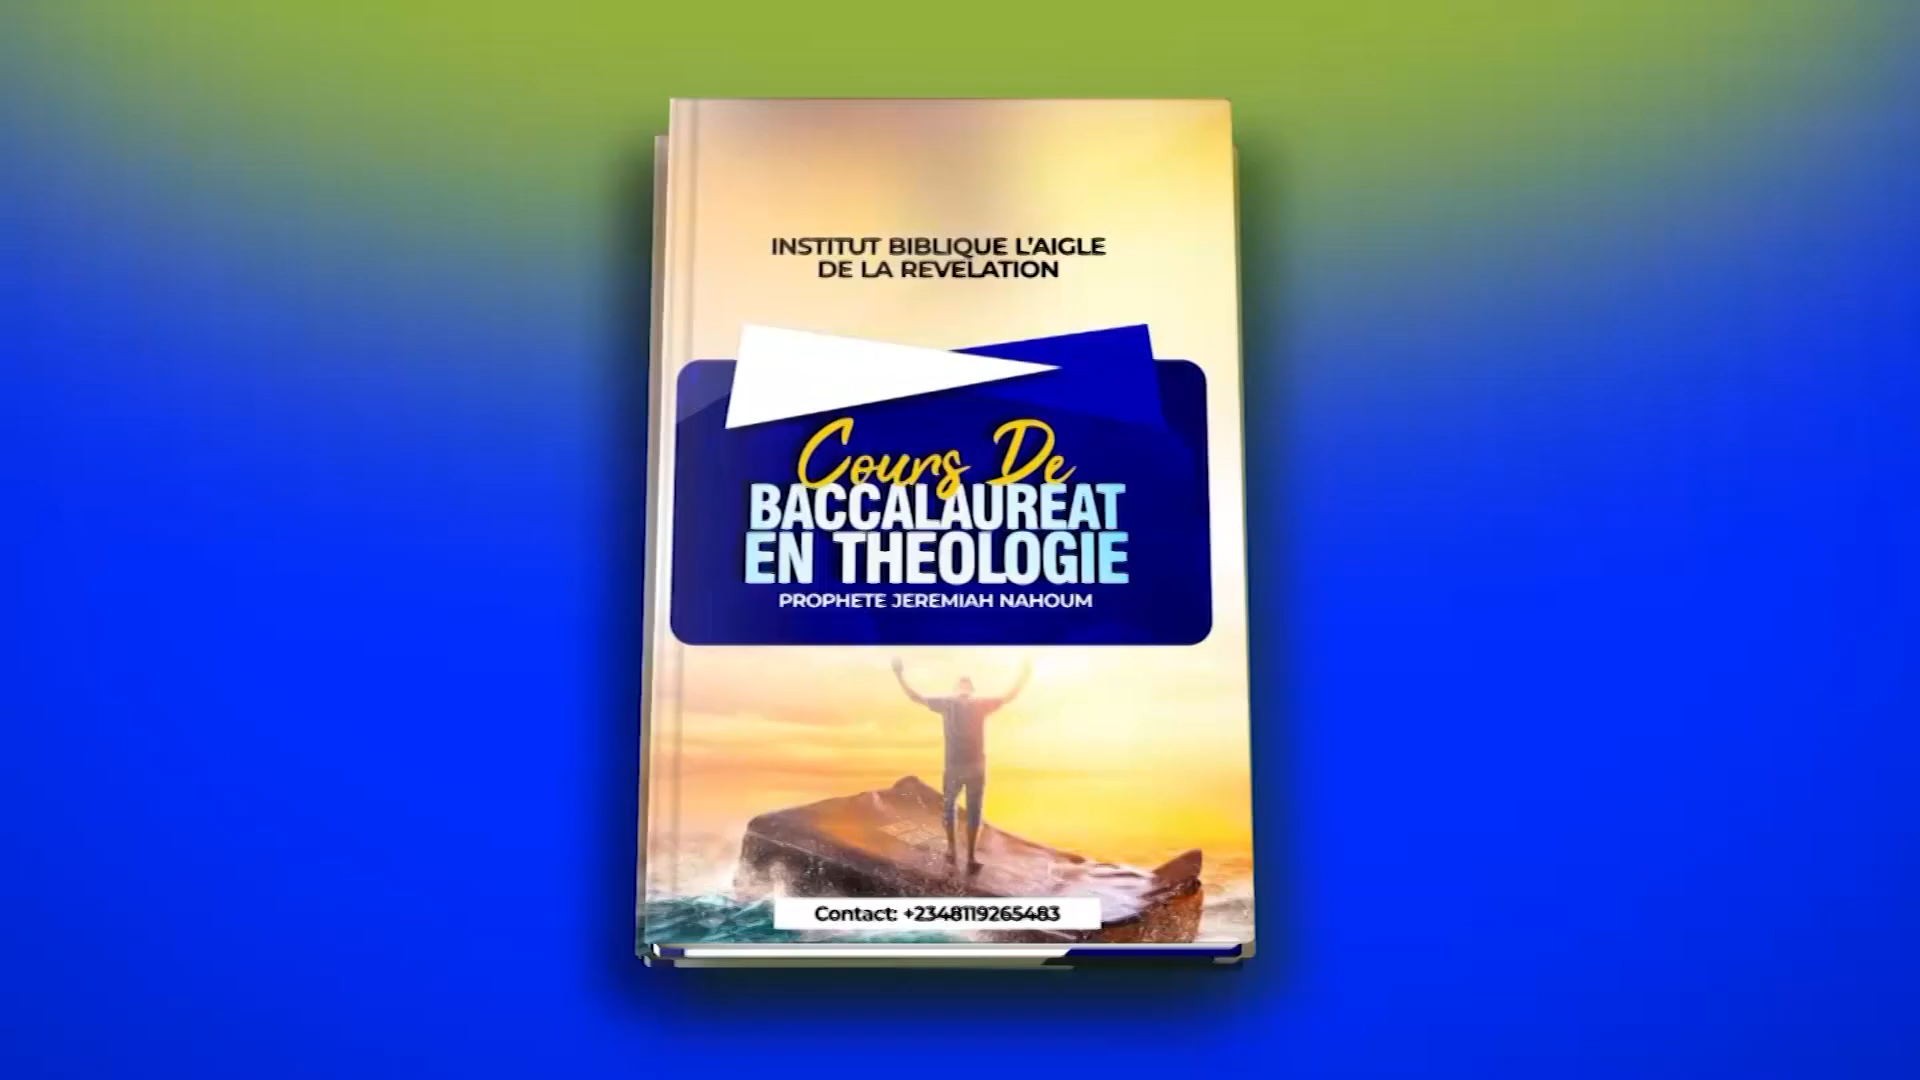 INSTITUT BIBLIQUE L'AIGLE
DE LA REVELATION
Cours De
BACCALAUREAT
EN THEOLOGIE
PROPHETE JEREMIAH NAHOUM
Contact: +2348119265483